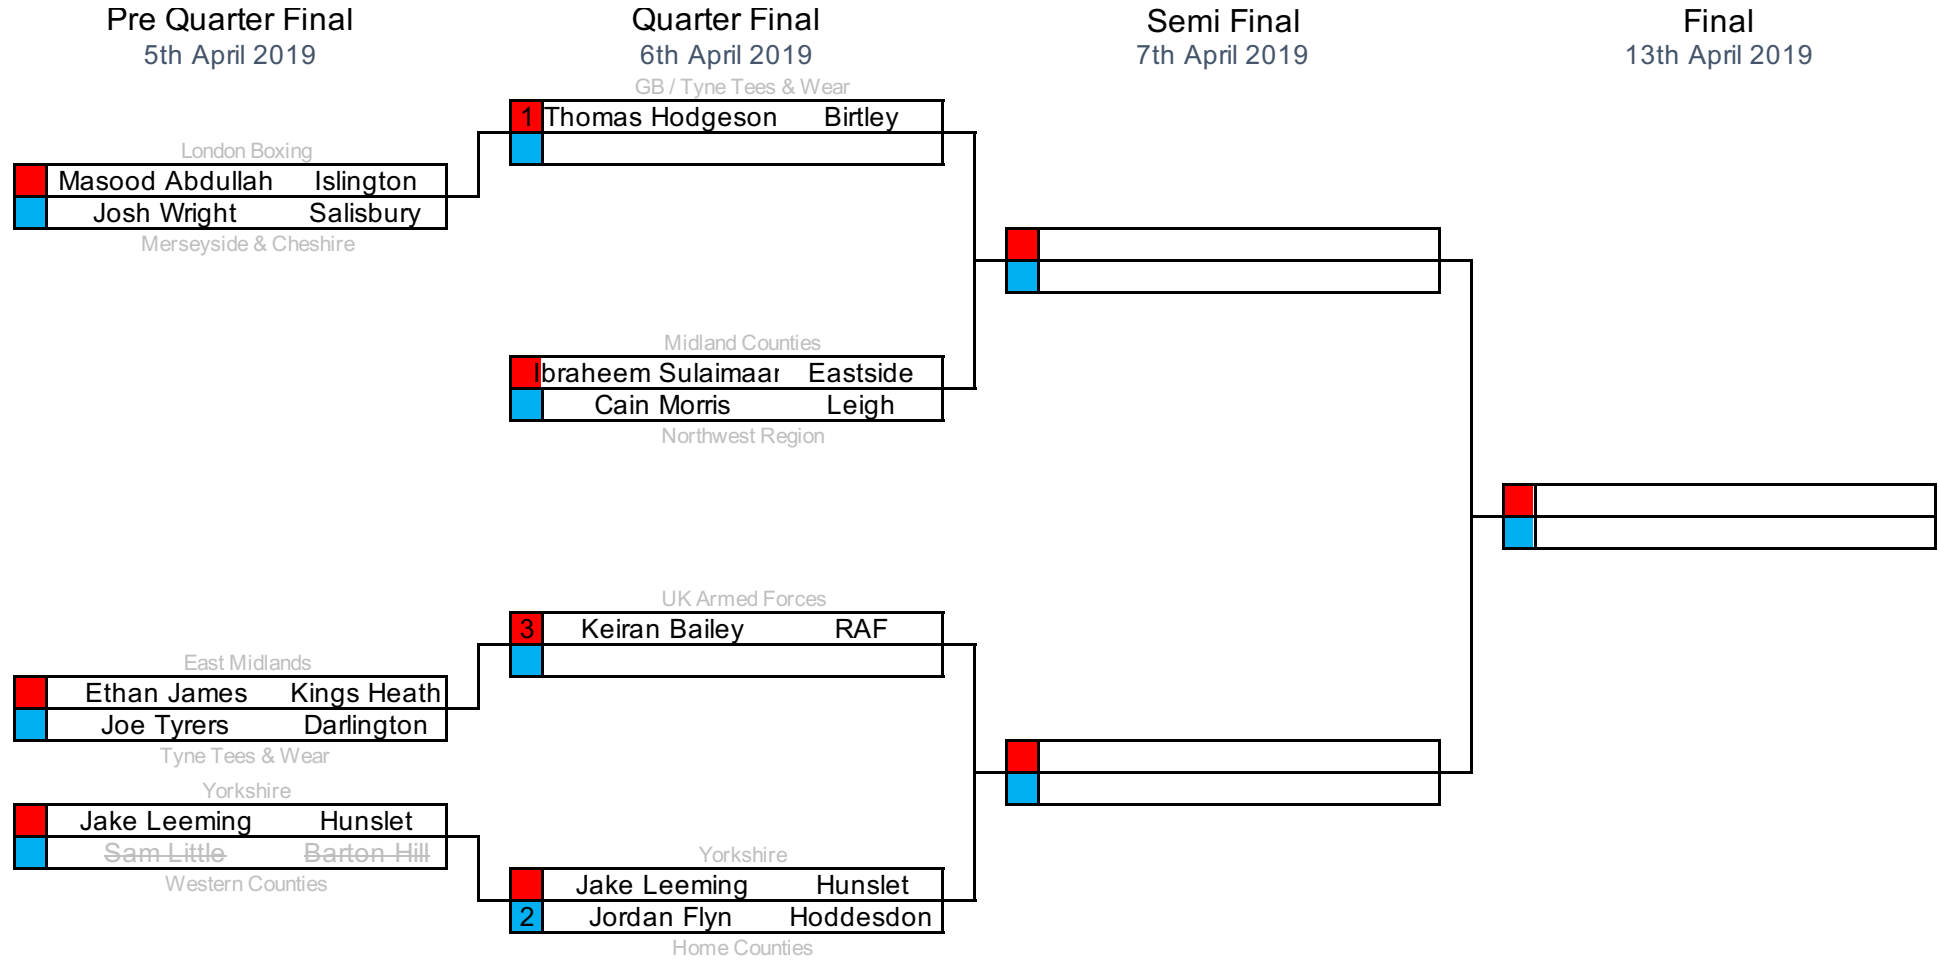 Pre Quarter Final Quarter Final Semi Final Final
5th April 2019 6th April 2019 7th April 2019 13th April 2019
GB / Tyne Tees & Wear
1 Thomas Hodgeson Birtley
London Boxing
Masood Abdullah Islington
Josh Wright Salisbury
Merseyside & Cheshire
Midland Counties
Ibraheem Sulaimaan Eastside
Cain Morris Leigh
Northwest Region
UK Armed Forces
3 Keiran Bailey RAF
East Midlands
Ethan James Kings Heath
Joe Tyrers Darlington
Tyne Tees & Wear
Yorkshire
Jake Leeming Hunslet
Sam Little Barton Hill
Western Counties
Yorkshire
Jake Leeming Hunslet
2 Jordan Flyn Hoddesdon
Home Counties